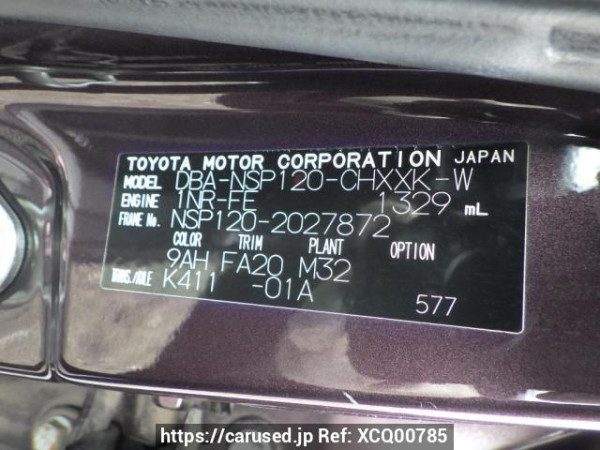 TOYOTA MOTOR CORPORATION JAPAN
MODEL DBA-NSP120-CHXXK-W
ENGINE 1NR-FE 1329 mL
FRAME No. NSP120-2027872
COLOR TRIM PLANT OPTION
9AH FA20 M32
TRANS./AXLE K411 -01A
577
https://carused.jp Ref: XCQ00785